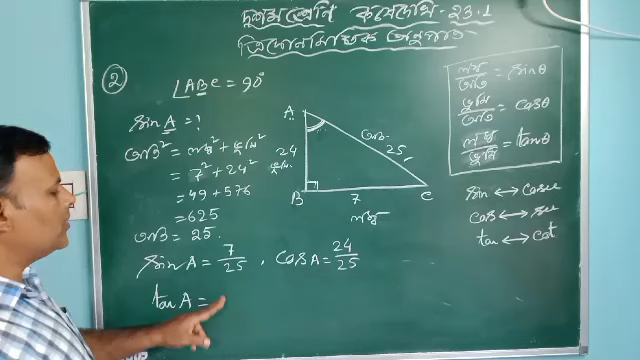 দশম শ্রেণি কষে দেখি - 23.1
ত্রিকোণমিতিক অনুপাত
②
∠ABC = 90°
sin A = ?
অতি² = লম্ব² + ভূমি²
= 7² + 24²
= 49 + 576
= 625
অতি = 25.
sin A = 7/25 , cos A = 24/25
tan A =
A
24
ভূমি
B
7
লম্ব
C
অতি
25
লম্ব/অতি = sinθ
ভূমি/অতি = cosθ
লম্ব/ভূমি = tanθ
sin ↔ cosec
cos ↔ sec
tan ↔ cot